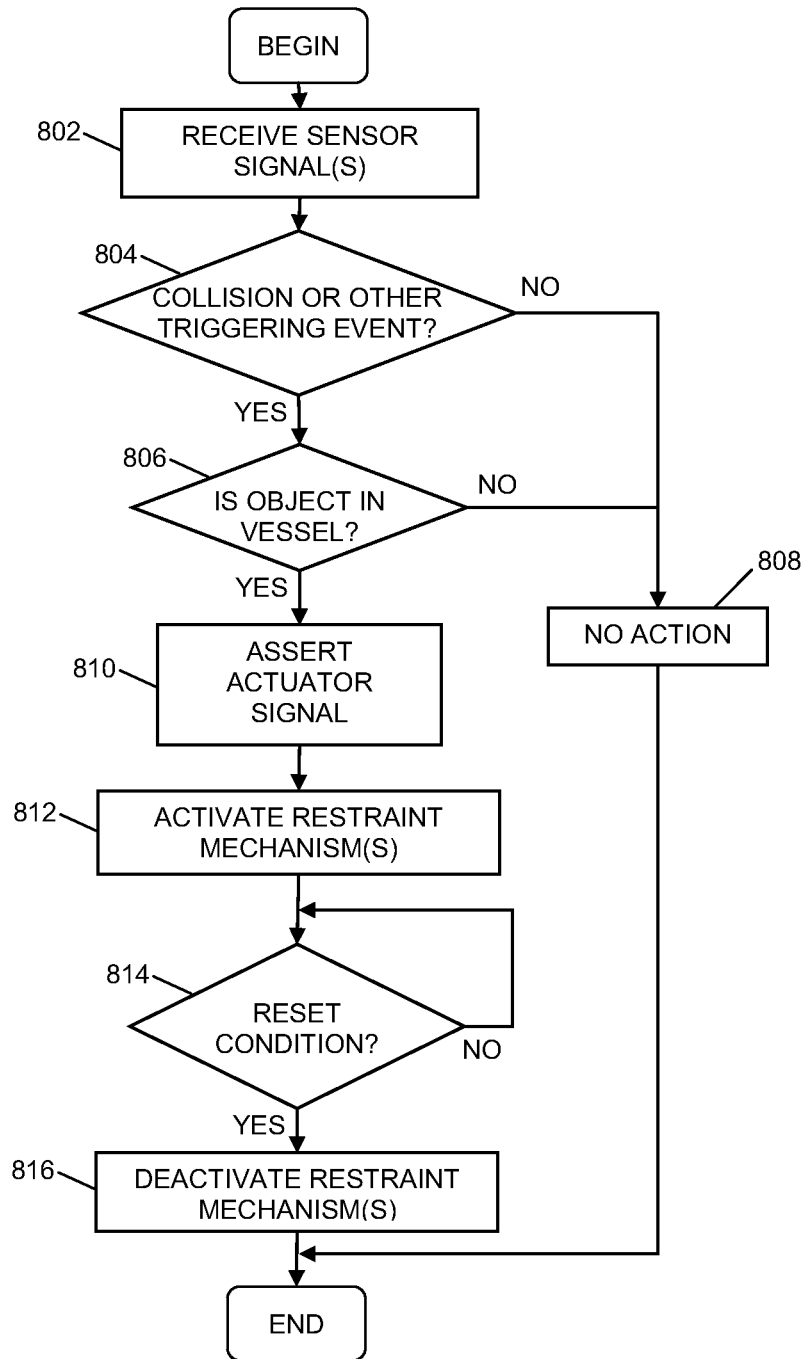 BEGIN
802
RECEIVE SENSOR
SIGNAL(S)
804
COLLISION OR OTHER
TRIGGERING EVENT?
NO
YES
806
IS OBJECT IN
VESSEL?
NO
YES
808
NO ACTION
810
ASSERT
ACTUATOR
SIGNAL
812
ACTIVATE RESTRAINT
MECHANISM(S)
814
RESET
CONDITION?
NO
YES
816
DEACTIVATE RESTRAINT
MECHANISM(S)
END